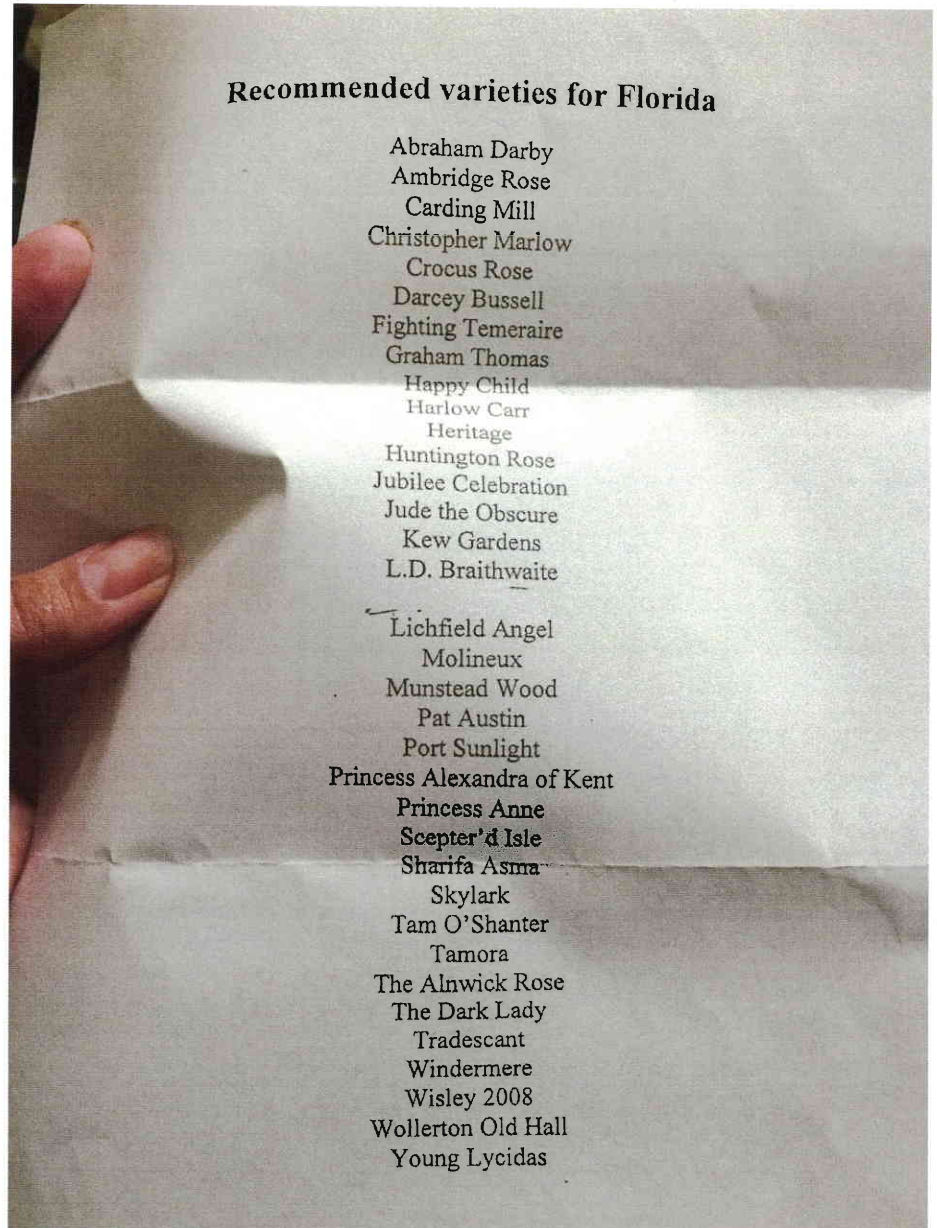 Recommended varieties for Florida
Abraham Darby
Ambridge Rose
Carding Mill
Christopher Marlow
Crocus Rose
Darcey Bussell
Fighting Temeraire
Graham Thomas
Happy Child
Harlow Carr
Heritage
Huntington Rose
Jubilee Celebration
Jude the Obscure
Kew Gardens
L.D. Braithwaite
Lichfield Angel
Molineux
Munstead Wood
Pat Austin
Port Sunlight
Princess Alexandra of Kent
Princess Anne
Scepter'd Isle
Sharifa Asma
Skylark
Tam O'Shanter
Tamora
The Alnwick Rose
The Dark Lady
Tradescant
Windermere
Wisley 2008
Wollerton Old Hall
Young Lycidas